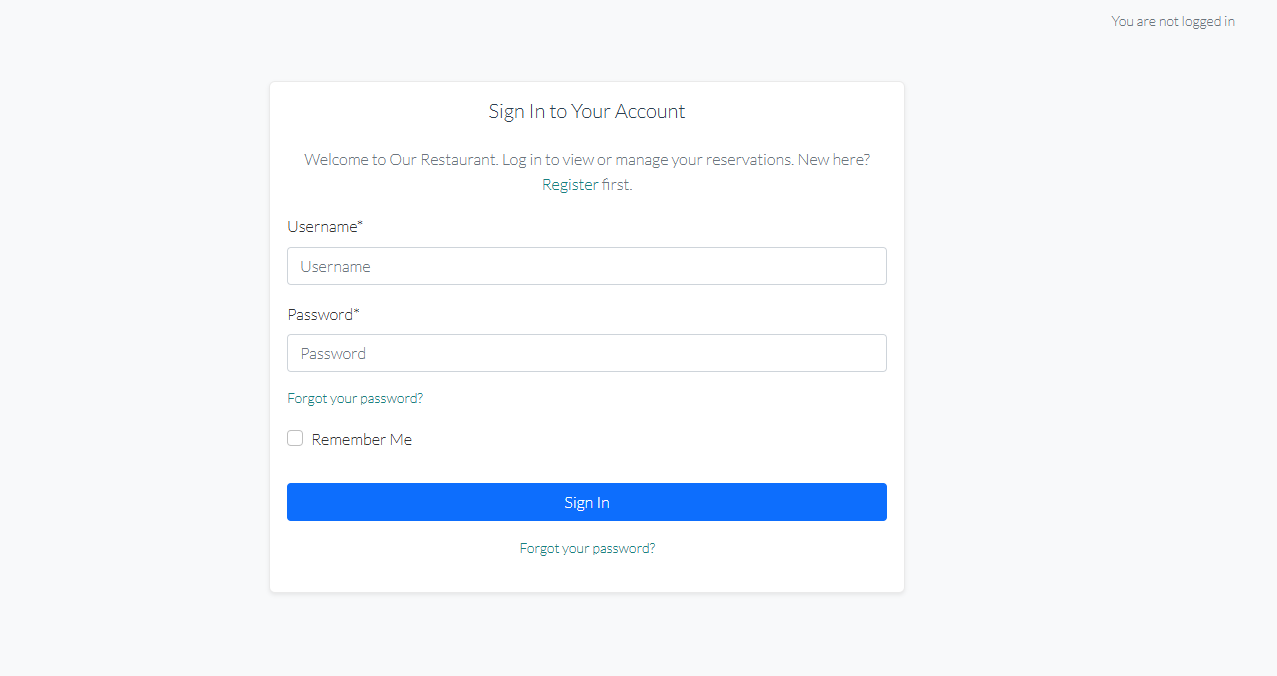 You are not logged in
Sign In to Your Account
Welcome to Our Restaurant. Log in to view or manage your reservations. New here?
Register first.
Username*
Username
Password*
Password
Forgot your password?
Remember Me
Sign In
Forgot your password?